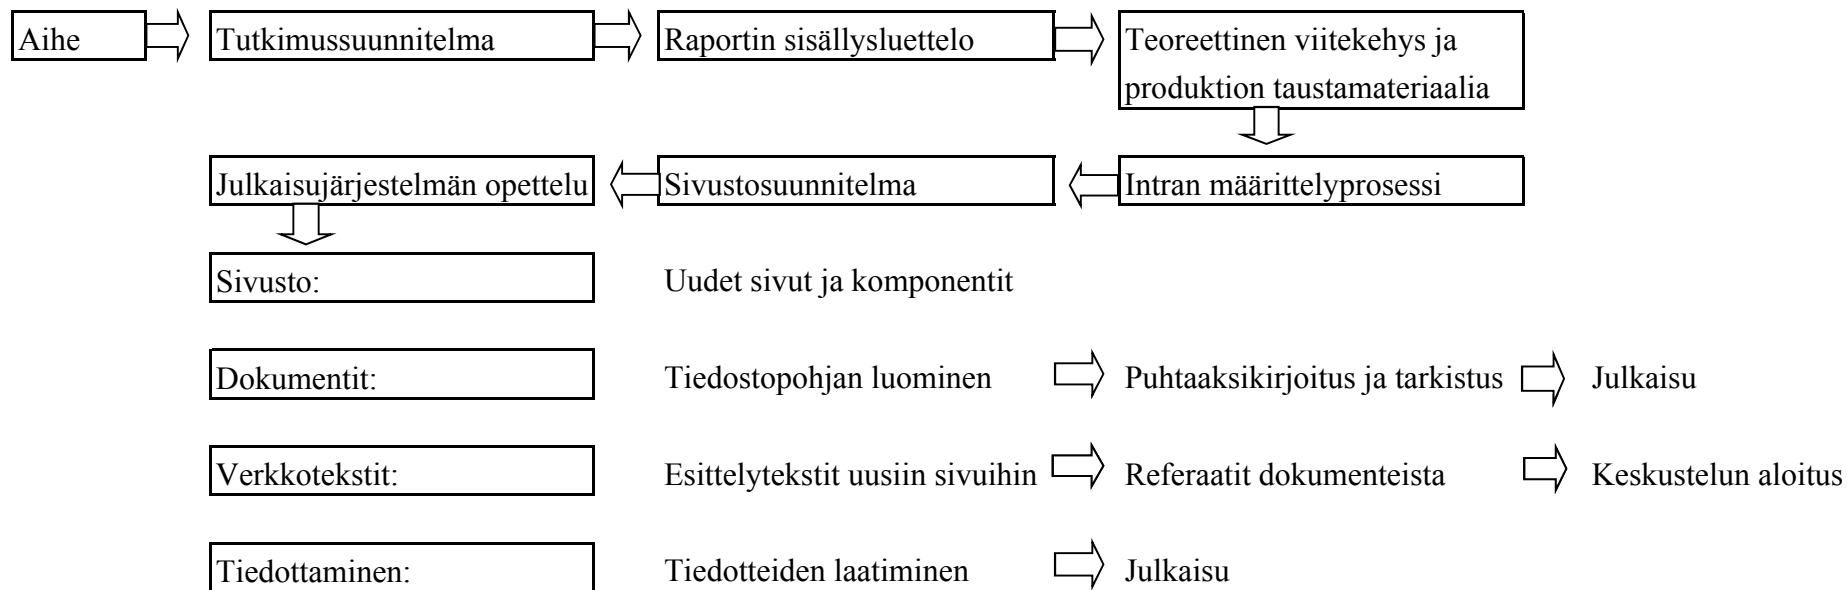 Aihe
Tutkimussuunnitelma
Raportin sisällysluettelo
Teoreettinen viitekehys ja
produktion taustamateriaalia
Julkaisujärjestelmän opettelu
Sivustosuunnitelma
Intran määrittelyprosessi
Sivusto:
Uudet sivut ja komponentit
Dokumentit:
Tiedostopohjan luominen
Puhtaaksikirjoitus ja tarkistus
Julkaisu
Verkkotekstit:
Esittelytekstit uusiin sivuihin
Referaatit dokumenteista
Keskustelun aloitus
Tiedottaminen:
Tiedotteiden laatiminen
Julkaisu